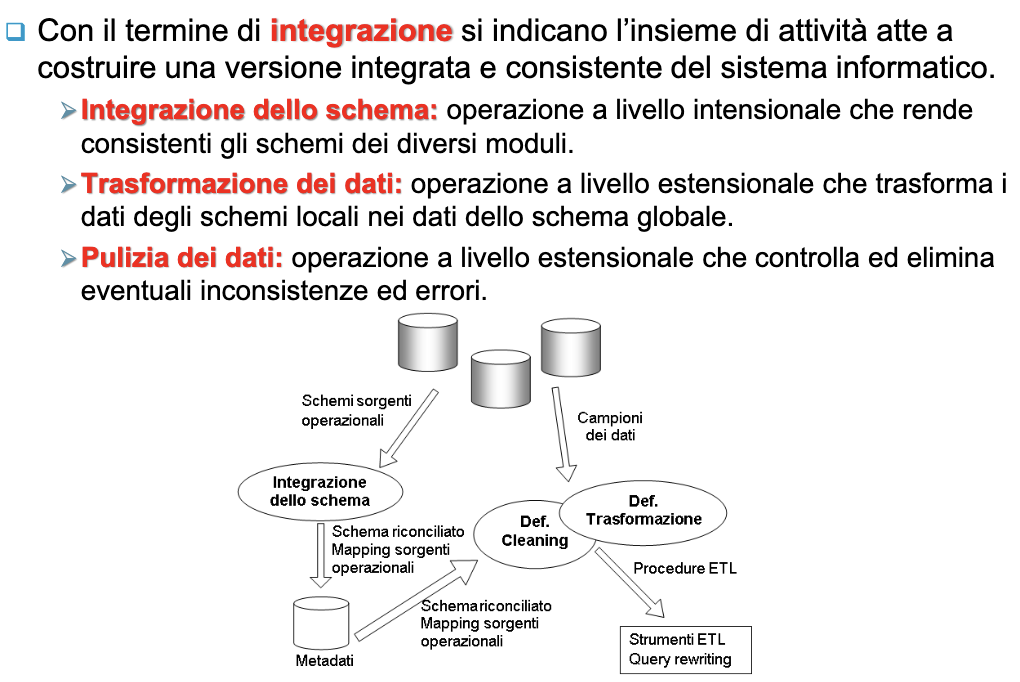 Con il termine di integrazione si indicano l’insieme di attività atte a
costruire una versione integrata e consistente del sistema informatico.
Integrazione dello schema: operazione a livello intensionale che rende
consistenti gli schemi dei diversi moduli.
Trasformazione dei dati: operazione a livello estensionale che trasforma i
dati degli schemi locali nei dati dello schema globale.
Pulizia dei dati: operazione a livello estensionale che controlla ed elimina
eventuali inconsistenze ed errori.
Schemi sorgenti
operazionali
Campioni
dei dati
Integrazione
dello schema
Def.
Trasformazione
Def.
Cleaning
Schema riconciliato
Mapping sorgenti
operazionali
Procedure ETL
Schema riconciliato
Mapping sorgenti
operazionali
Metadati
Strumenti ETL
Query rewriting